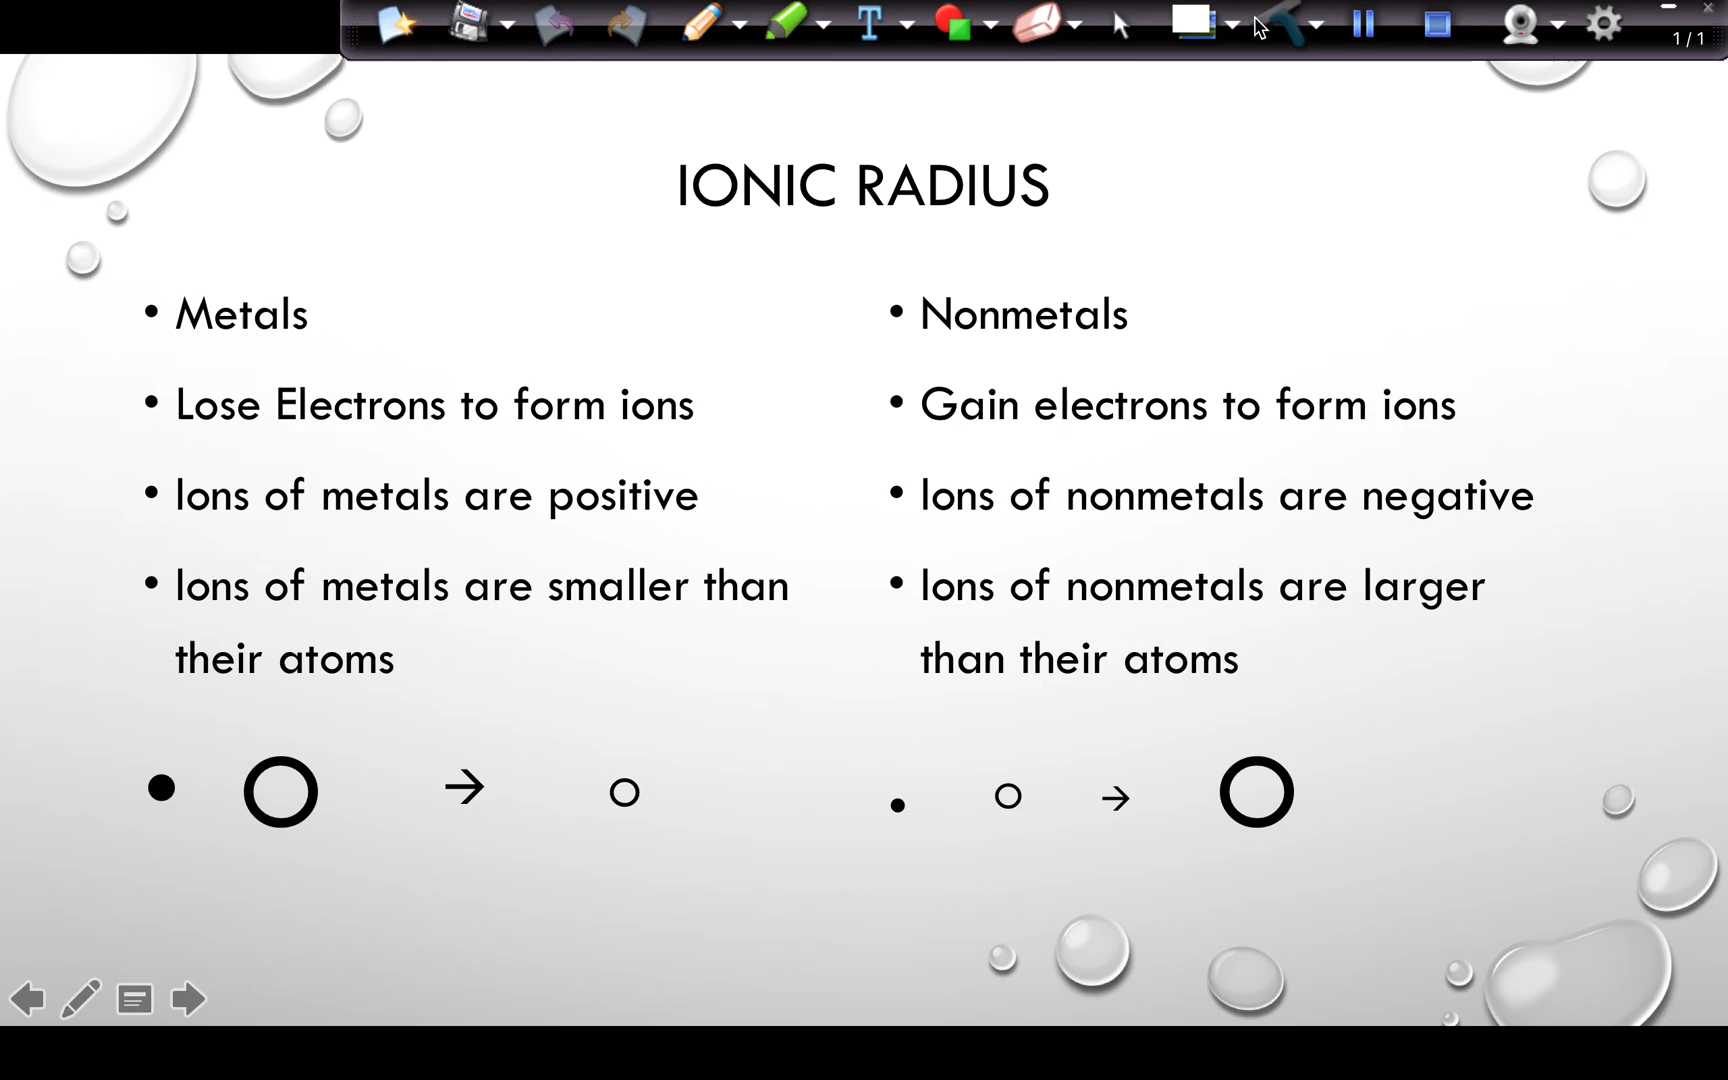 1 / 1
IONIC RADIUS
• Metals
• Lose Electrons to form ions
• Ions of metals are positive
• Ions of metals are smaller than
their atoms
• O → o
• Nonmetals
• Gain electrons to form ions
• Ions of nonmetals are negative
• Ions of nonmetals are larger
than their atoms
• o → O